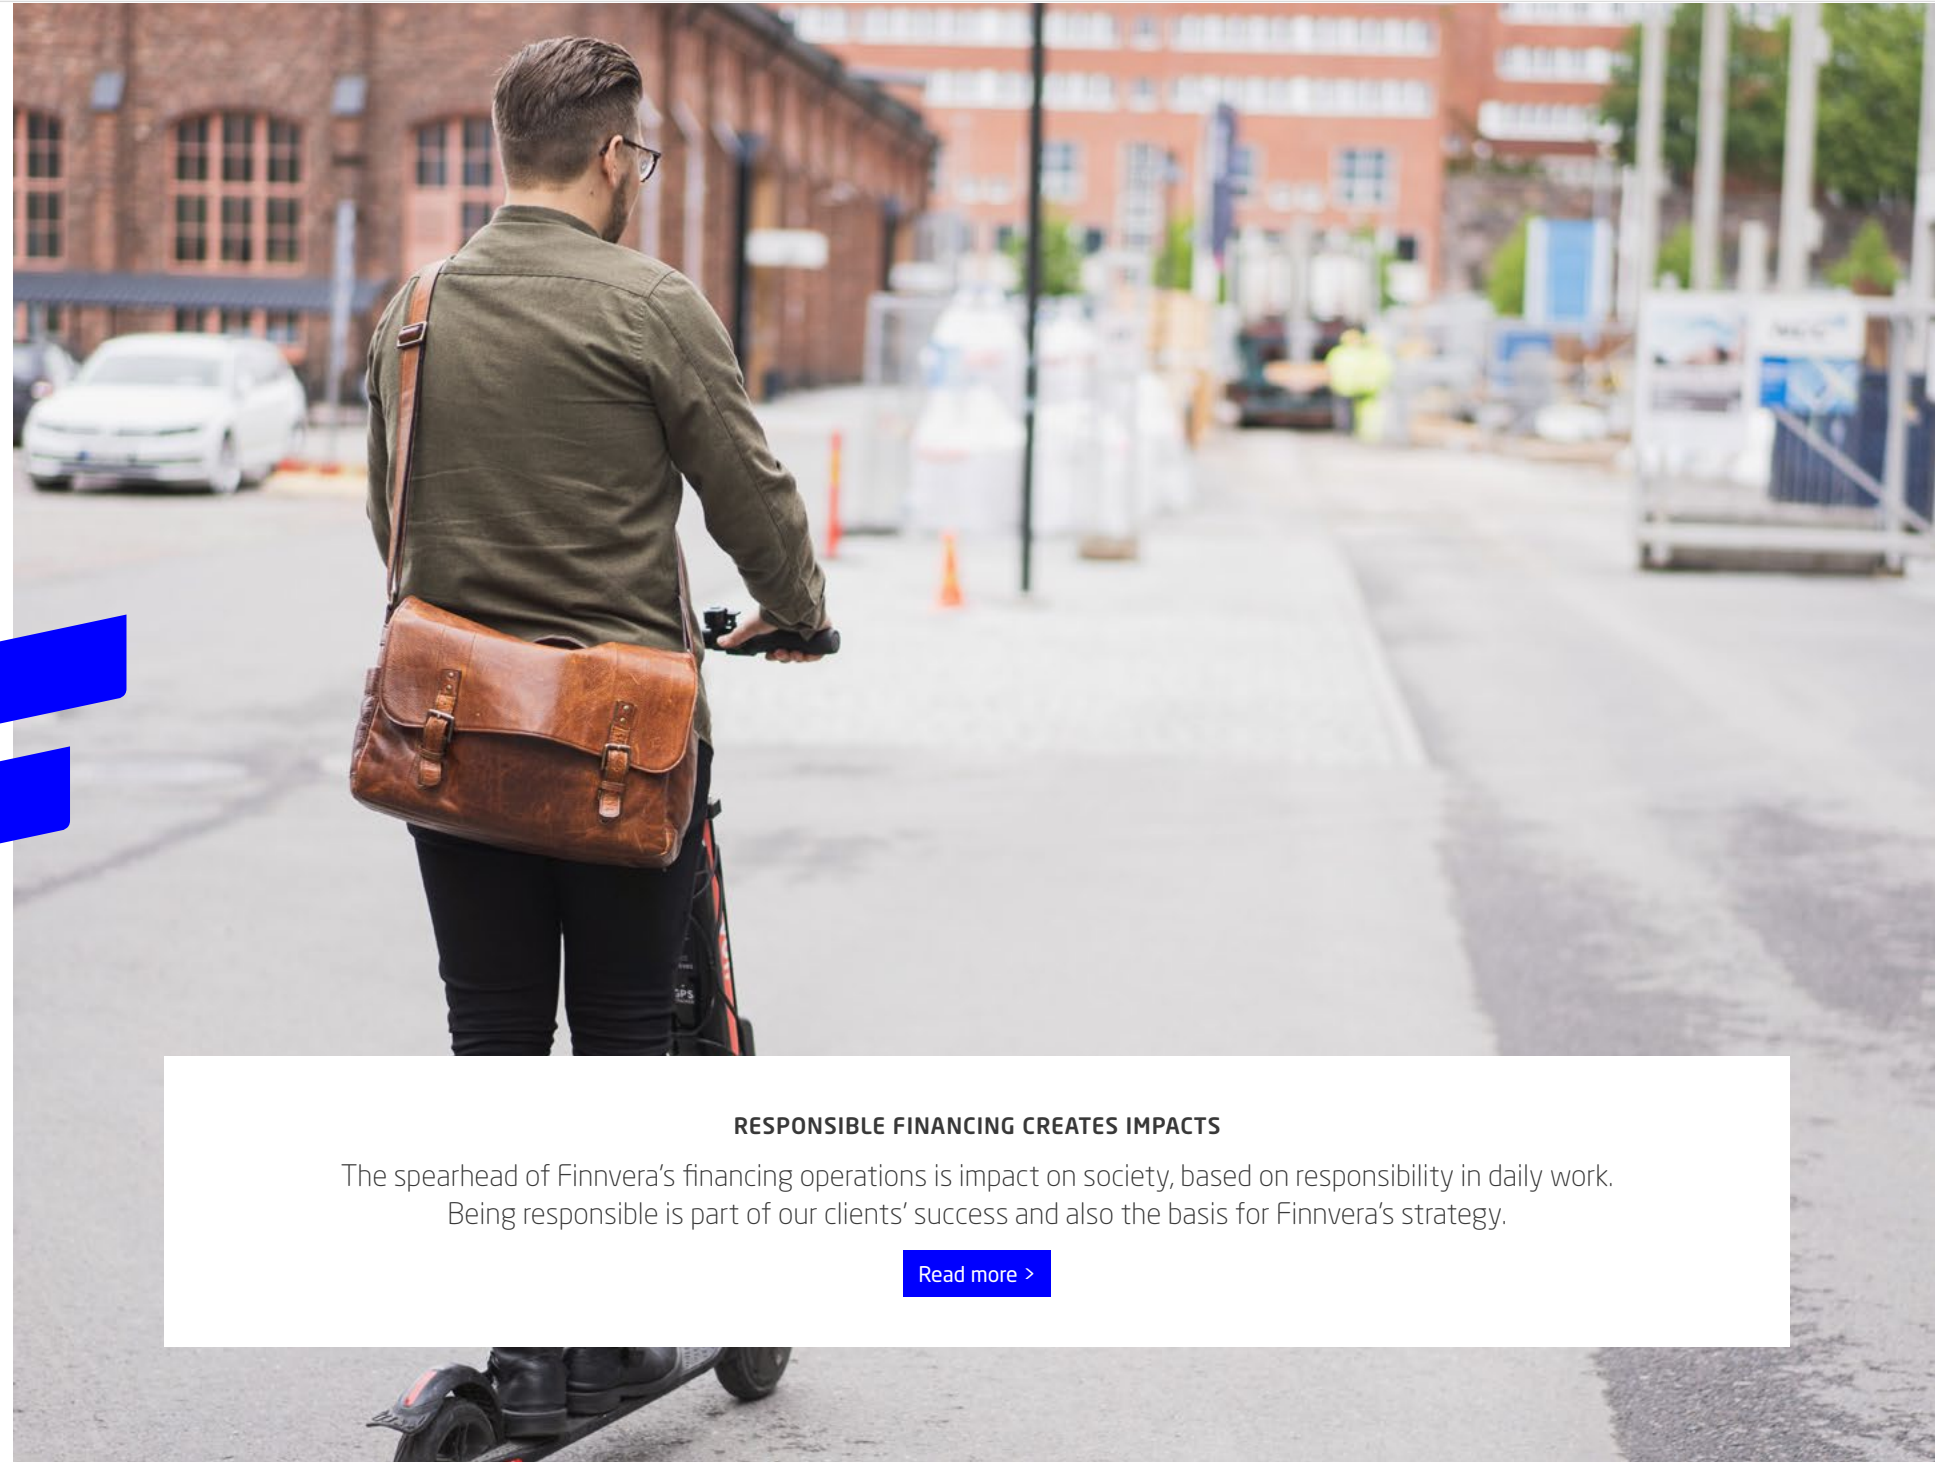 GPS
RESPONSIBLE FINANCING CREATES IMPACTS
The spearhead of Finnvera's financing operations is impact on society, based on responsibility in daily work.
Being responsible is part of our clients' success and also the basis for Finnvera's strategy.
Read more >